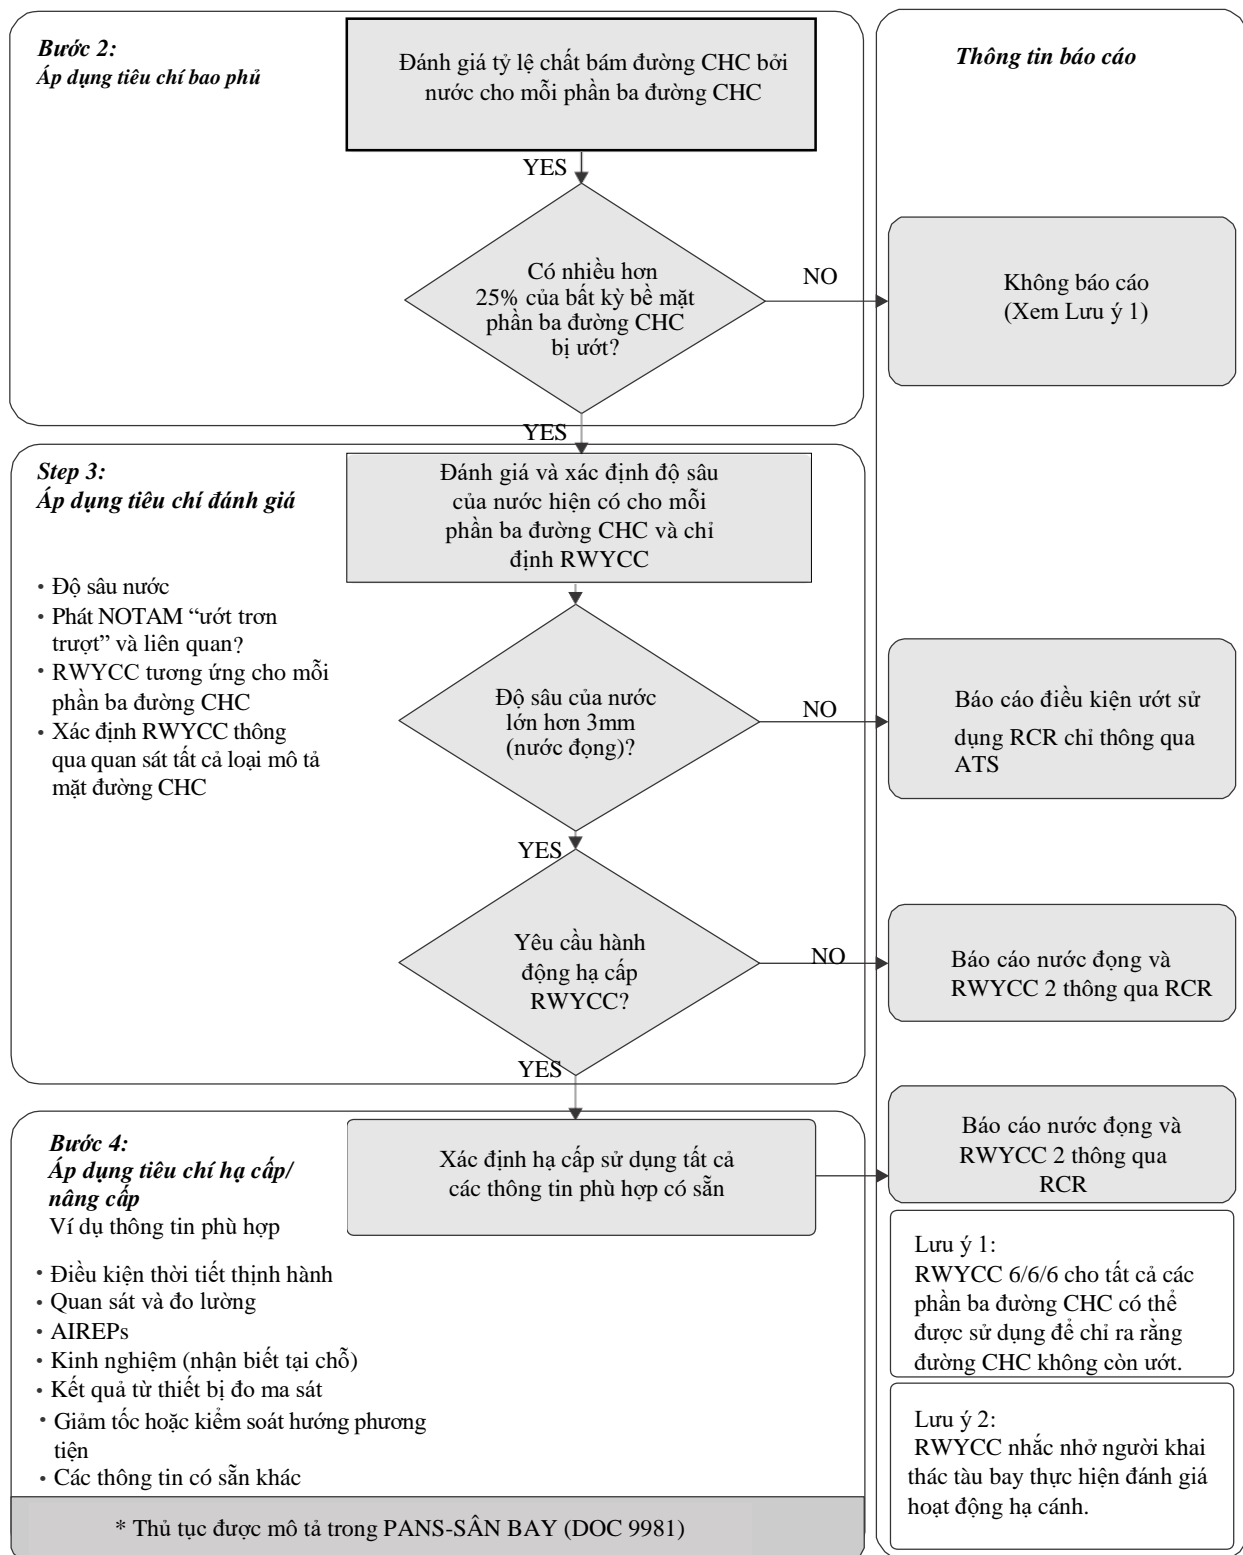 Bước 2:
Áp dụng tiêu chí bao phủ
Đánh giá tỷ lệ chất bám đường CHC bởi
nước cho mỗi phần ba đường CHC
Thông tin báo cáo
YES
Có nhiều hơn
25% của bất kỳ bề mặt
phần ba đường CHC
bị ướt?
NO
Không báo cáo
(Xem Lưu ý 1)
YES
Step 3:
Áp dụng tiêu chí đánh giá
Đánh giá và xác định độ sâu
của nước hiện có cho mỗi
phần ba đường CHC và chỉ
định RWYCC
• Độ sâu nước
• Phát NOTAM “ướt trơn
trượt” và liên quan?
• RWYCC tương ứng cho mỗi
phần ba đường CHC
• Xác định RWYCC thông
qua quan sát tất cả loại mô tả
mặt đường CHC
Độ sâu của nước
lớn hơn 3mm
(nước đọng)?
NO
Báo cáo điều kiện ướt sử
dụng RCR chỉ thông qua
ATS
YES
Yêu cầu hành
động hạ cấp
RWYCC?
NO
Báo cáo nước đọng và
RWYCC 2 thông qua RCR
YES
Bước 4:
Áp dụng tiêu chí hạ cấp/
nâng cấp
Ví dụ thông tin phù hợp
Xác định hạ cấp sử dụng tất cả
các thông tin phù hợp có sẵn
Báo cáo nước đọng và
RWYCC 2 thông qua
RCR
• Điều kiện thời tiết thịnh hành
• Quan sát và đo lường
• AIREPs
• Kinh nghiệm (nhận biết tại chỗ)
• Kết quả từ thiết bị đo ma sát
• Giảm tốc hoặc kiểm soát hướng phương
tiện
• Các thông tin có sẵn khác
Lưu ý 1:
RWYCC 6/6/6 cho tất cả các
phần ba đường CHC có thể
được sử dụng để chỉ ra rằng
đường CHC không còn ướt.
Lưu ý 2:
RWYCC nhắc nhở người khai
thác tàu bay thực hiện đánh giá
hoạt động hạ cánh.
* Thủ tục được mô tả trong PANS-SÂN BAY (DOC 9981)